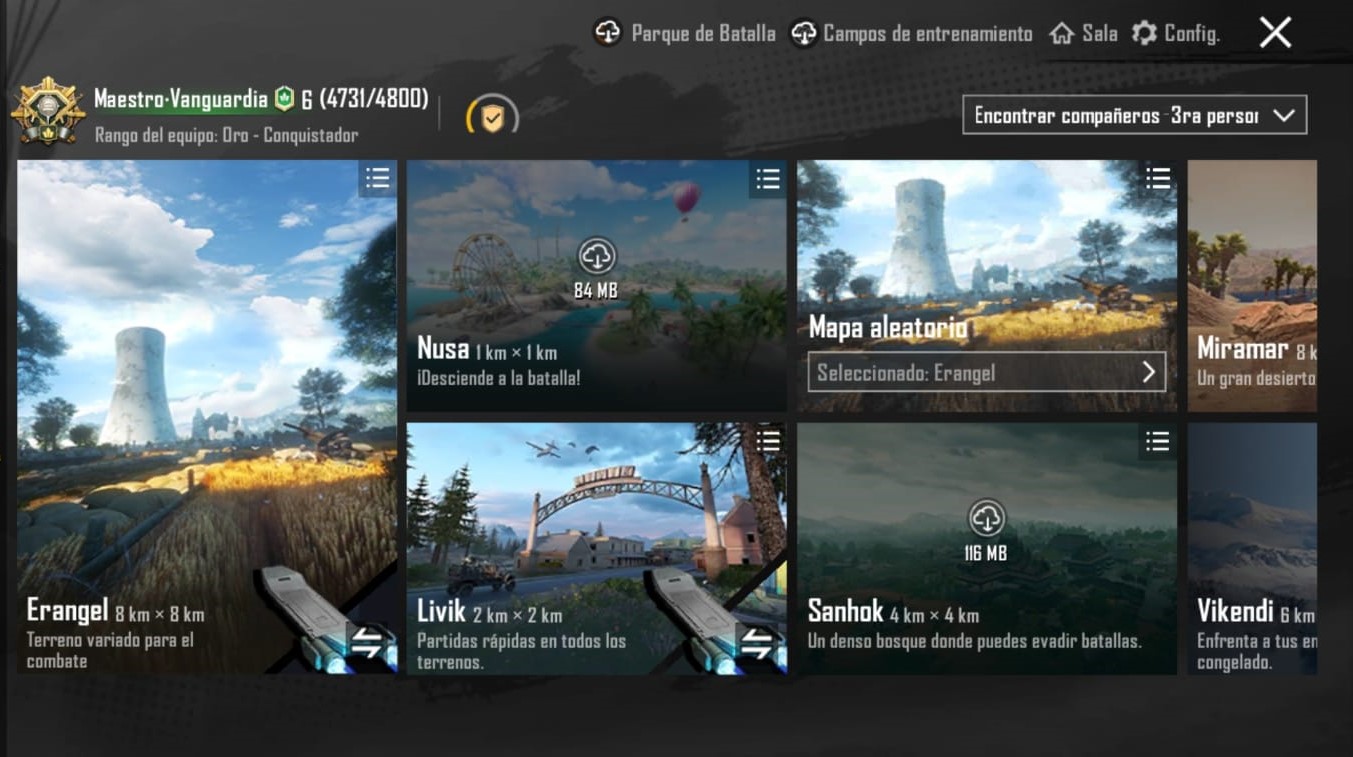 Parque de Batalla
Campos de entrenamiento
Sala
Config.
Maestro·Vanguardia 6 (4731/4800)
Rango del equipo: Oro - Conquistador
Encontrar compañeros -3ra person
Erangel 8 km × 8 km
Terreno variado para el
combate
84 MB
Nusa 1 km × 1 km
¡Desciende a la batalla!
Livik 2 km × 2 km
Partidas rápidas en todos los
terrenos.
Mapa aleatorio
Seleccionado: Erangel
116 MB
Sanhok 4 km × 4 km
Un denso bosque donde puedes evadir batallas.
Miramar 8 k
Un gran desierto
Vikendi 6 km
Enfrenta a tus en
congelado.